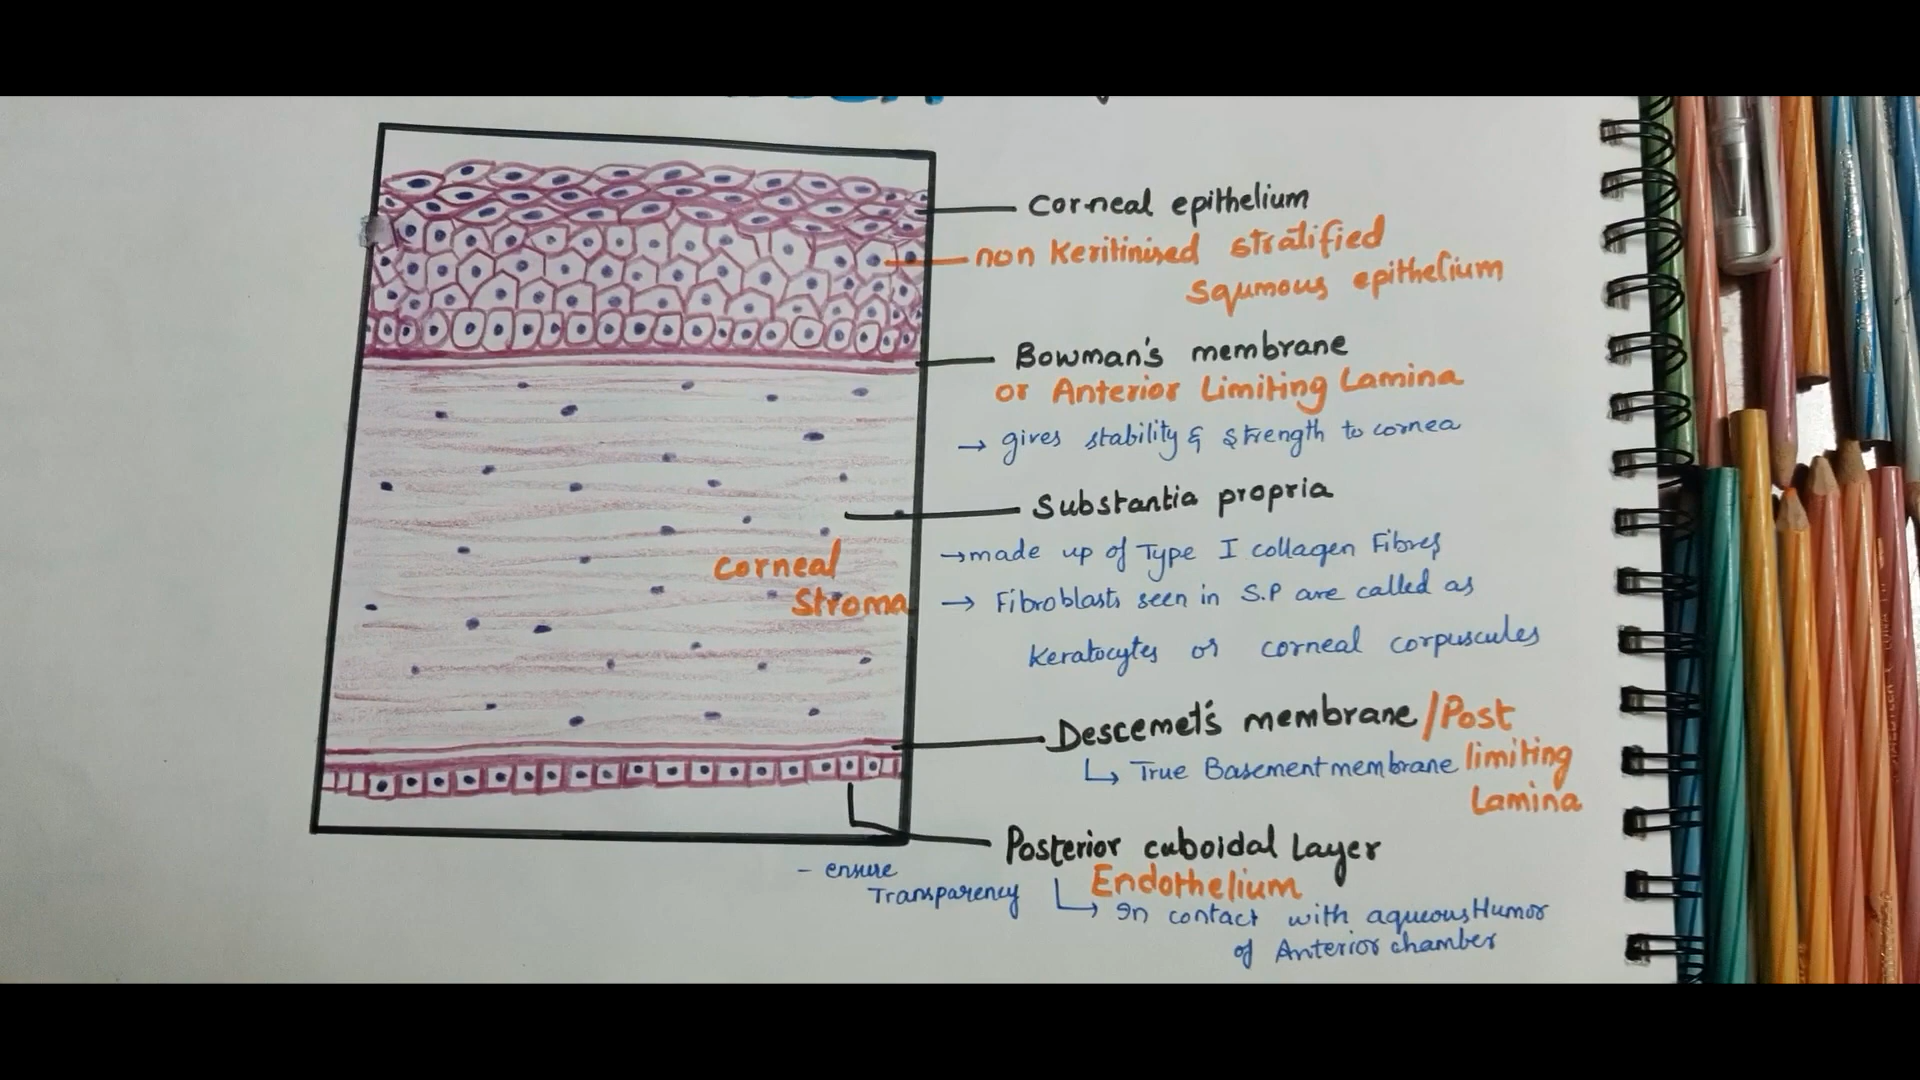 Corneal epithelium
non Keritinised stratified
Squmous epithelium
Bowman's membrane
or Anterior Limiting Lamina
→ gives stability & strength to cornea
Substantia propria
→ made up of Type I collagen Fibres
Corneal
Stroma
→ Fibroblasts seen in S.P are called as
Keratocytes or corneal corpuscules
Descemet's membrane / Post
limiting
Lamina
↳ True Basement membrane
Posterior cuboidal Layer
Endothelium
- ensure
Transparency
↳ In contact with aqueous Humor
of Anterior chamber